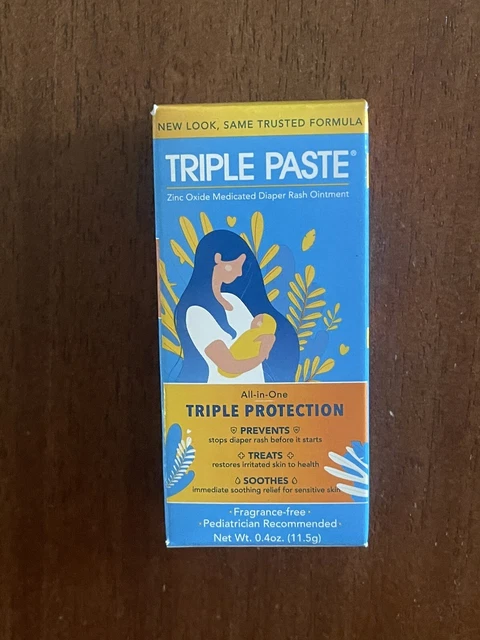 NEW LOOK, SAME TRUSTED FORMULA
TRIPLE PASTE®
Zinc Oxide Medicated Diaper Rash Ointment
All-in-One
TRIPLE PROTECTION
PREVENTS
stops diaper rash before it starts
TREATS
restores irritated skin to health
SOOTHES
immediate soothing relief for sensitive skin
·Fragrance-free·
·Pediatrician Recommended·
Net Wt. 0.4oz. (11.5g)